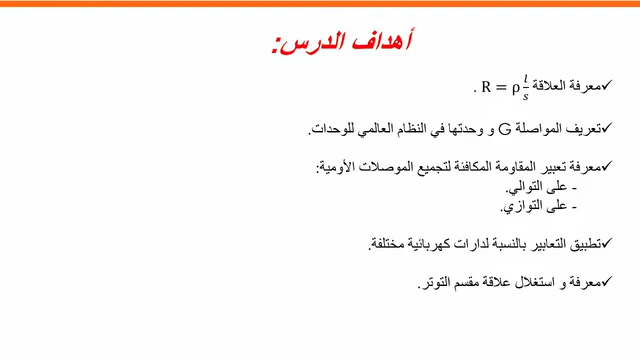 أهداف الدرس:
✓معرفة العلاقة R = ρ l/s .
✓تعريف المواصلة G و وحدتها في النظام العالمي للوحدات.
✓معرفة تعبير المقاومة المكافئة لتجميع الموصلات الأومية:
- على التوالي.
- على التوازي.
✓تطبيق التعابير بالنسبة لدارات كهربائية مختلفة.
✓معرفة و استغلال علاقة مقسم التوتر.